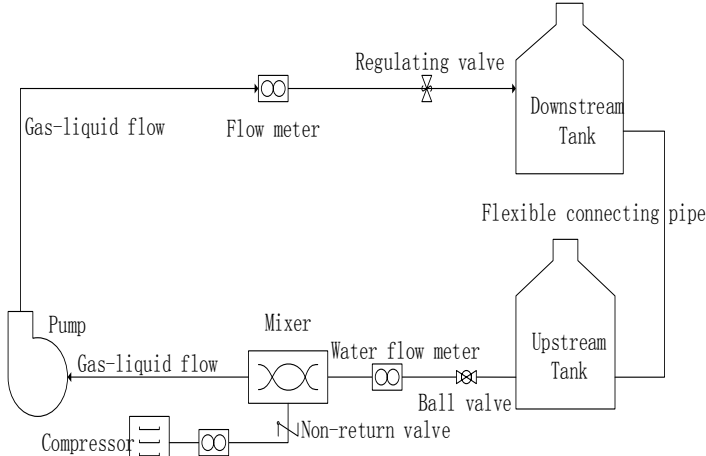 Regulating valve
Gas-liquid flow
Flow meter
Downstream
Tank
Flexible connecting pipe
Pump
Mixer
Gas-liquid flow
Water flow meter
Upstream
Tank
Ball valve
Compressor
Non-return valve